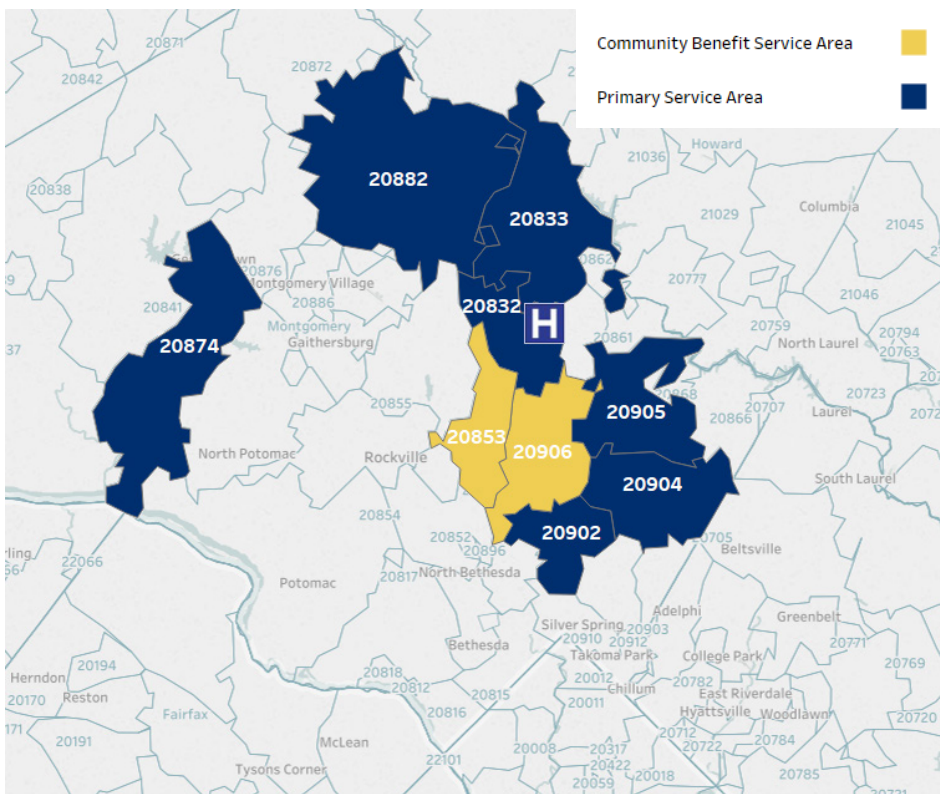 Community Benefit Service Area
Primary Service Area
20871
20842
20872
21036
Howard
20882
20838
20833
21029
Columbia
21045
20862
20876
Montgomery Village
20777
20841
20886
20832
21046
Montgomery
H
20874
Gaithersburg
20861
20759
20794
North Laurel
20763
37
20855
20868
20723
20905
20866
20707
Laurel
20853
20906
North Potomac
Rockville
20904
South Laurel
20854
20902
20852
20705
20896
Beltsville
22066
66
20817
North Bethesda
Potomac
Adelphi
Greenbelt
Silver Spring
20903
20910
20912
20771
Bethesda
Takoma Park
College Park
20769
20194
20818
20012
20782
Herndon
20812
Chillum
East Riverdale
20170
Reston
20815
20011
Hyattsville
Woodlawn
Fairfax
20816
20720
171
20712
20191
McLean
20008
20317
20722
20784
22101
20422
Tysons Corner
20018
20785
20059